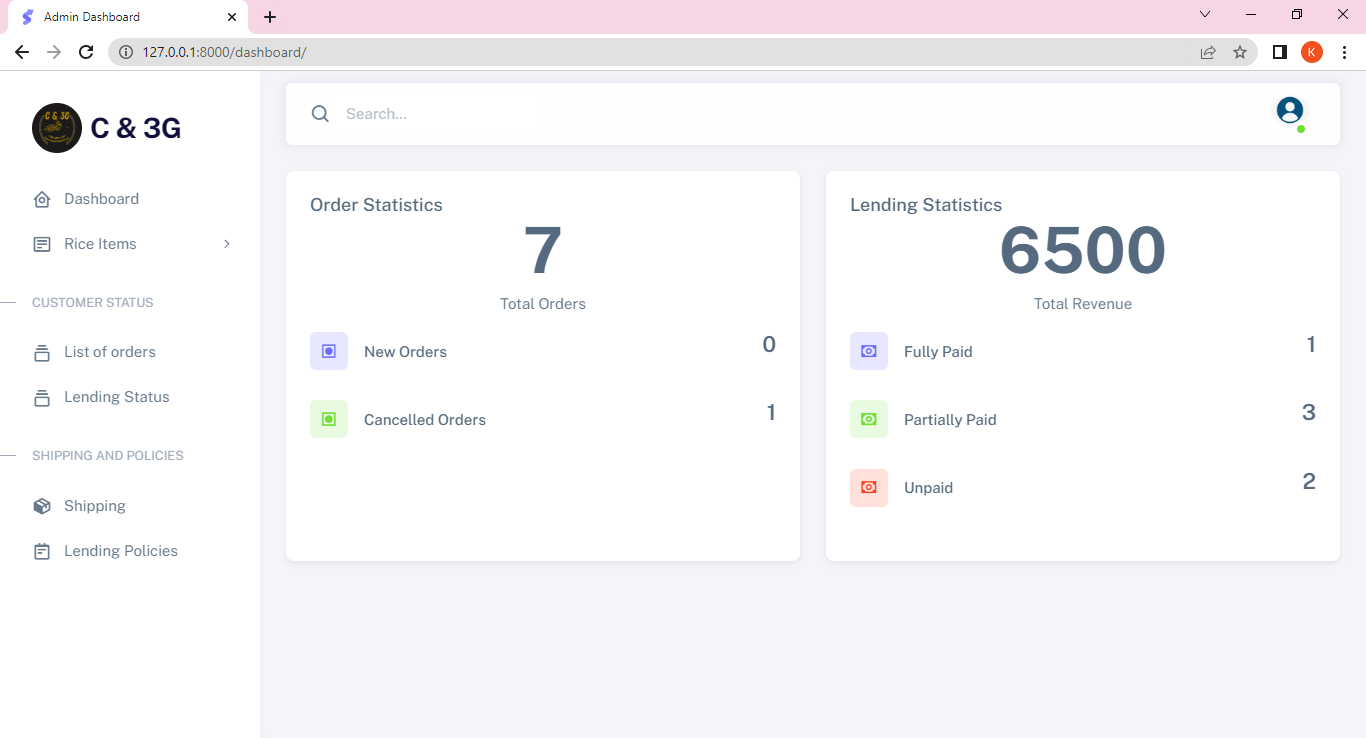 Admin Dashboard
127.0.0.1:8000/dashboard/
K
C & 3G
C & 3G
Dashboard
Rice Items
CUSTOMER STATUS
List of orders
Lending Status
SHIPPING AND POLICIES
Shipping
Lending Policies
Search...
Order Statistics
7
Total Orders
New Orders 0
Cancelled Orders 1
Lending Statistics
6500
Total Revenue
Fully Paid 1
Partially Paid 3
Unpaid 2